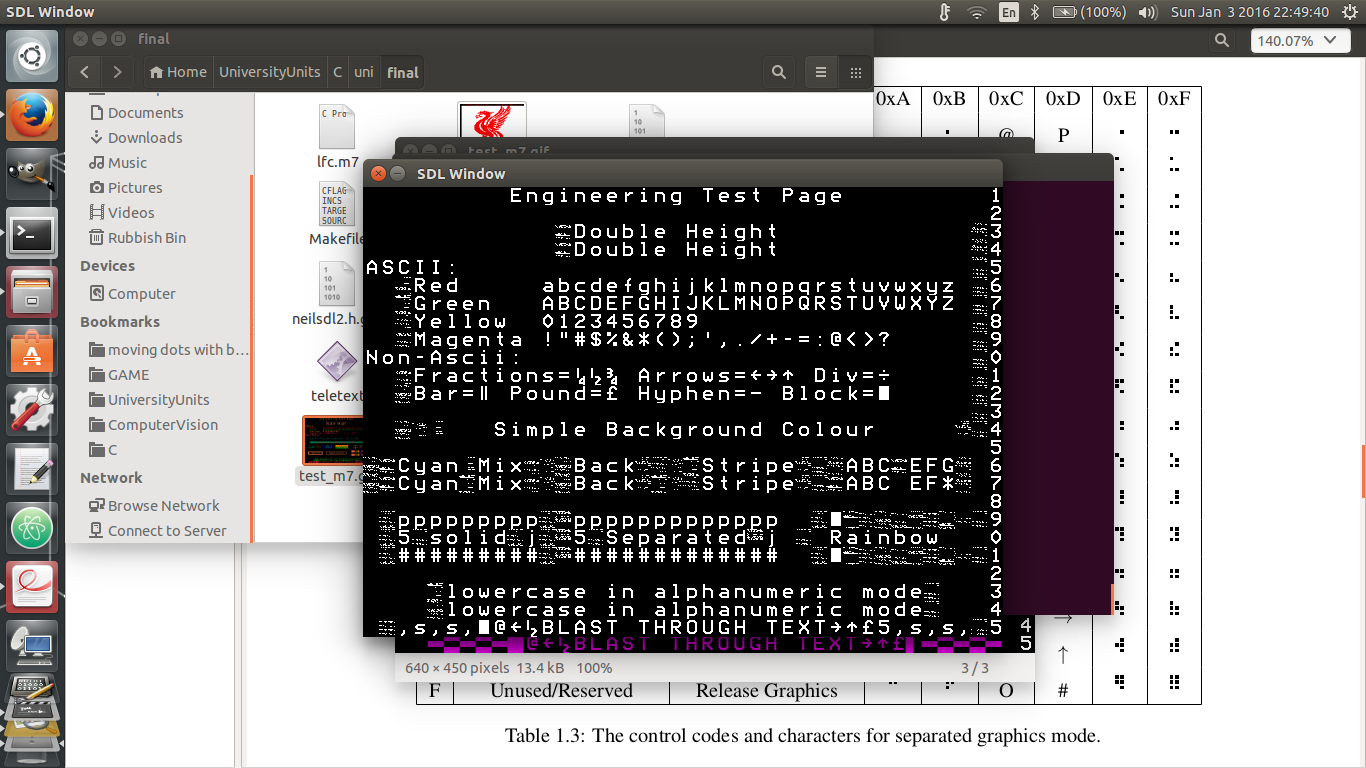 SDL Window
En
(100%)
Sun Jan 3 2016 22:49:40
final
140.07%
Home
UniversityUnits
C
uni
final
Documents
Downloads
Music
Pictures
Videos
Rubbish Bin
Devices
Computer
Bookmarks
moving dots with b...
GAME
UniversityUnits
ComputerVision
C
Network
Browse Network
Connect to Server
lfc.m7
Makefile
neilsdl2.h.g
teletext
test_m7.g
test_m7.gif
SDL Window
Engineering Test Page 1
2
Double Height 3
Double Height 4
ASCII: 5
Red abcdefghijklmnopqrstuvwxyz 6
Green ABCDEFGHIJKLMNOPQRSTUVWXYZ 7
Yellow 0123456789 8
Magenta !"#$%&*();',./+-=:@<>? 9
Non-Ascii: 0
Fractions=¼½¾ Arrows=←→↑ Div=÷ 1
Bar=‖ Pound=£ Hyphen=- Block=■ 2
3
Simple Background Colour 4
5
Cyan Mix Back Stripe ABC EFG 6
Cyan Mix Back Stripe ABC EF* 7
8
ppppppppp ppppppppppppp 9
5 solid j 5 Separated j Rainbow 0
######### ############# 1
2
lowercase in alphanumeric mode 3
lowercase in alphanumeric mode 4
,s,s,■@←½BLAST THROUGH TEXT→↑£5,s,s, 5
@←½BLAST THROUGH TEXT→↑£
4
5
640 × 450 pixels 13.4 kB 100%
3 / 3
0xA 0xB 0xC 0xD 0xE 0xF
@ P
→
↑
F Unused/Reserved Release Graphics O #
Table 1.3: The control codes and characters for separated graphics mode.